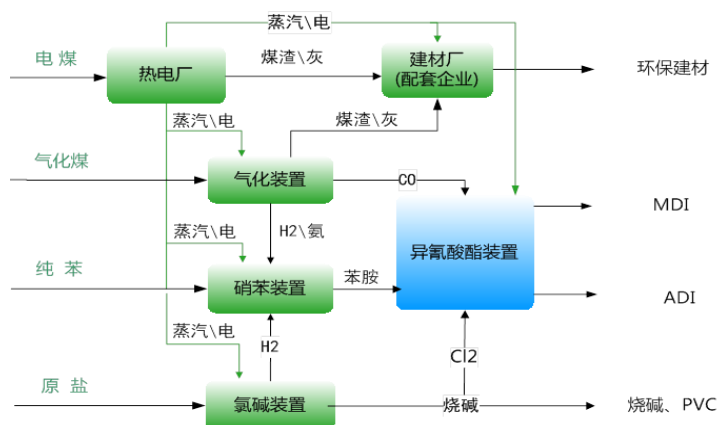 蒸汽\电
电煤
热电厂
煤渣\灰
建材厂
(配套企业)
环保建材
蒸汽\电
煤渣\灰
气化煤
气化装置
CO
MDI
蒸汽\电
H2\氨
异氰酸酯装置
纯苯
硝苯装置
苯胺
ADI
蒸汽\电
H2
Cl2
原盐
氯碱装置
烧碱
烧碱、PVC